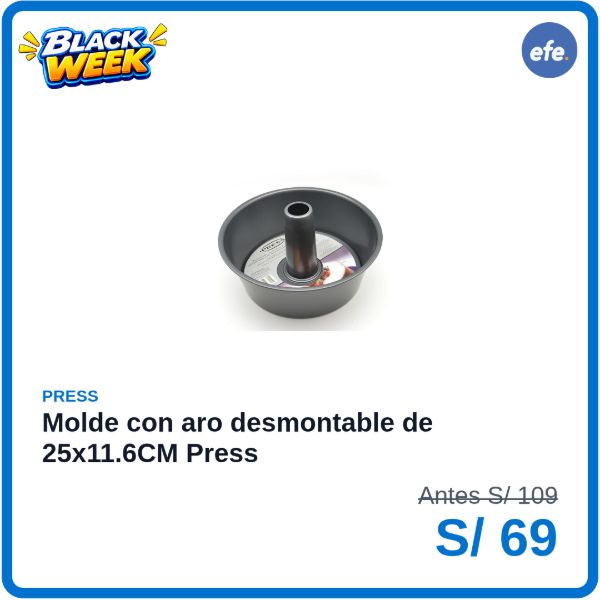 BLACK
WEEK
efe.
PRESS
Molde con aro desmontable de
25x11.6CM Press
Antes S/ 109
S/ 69